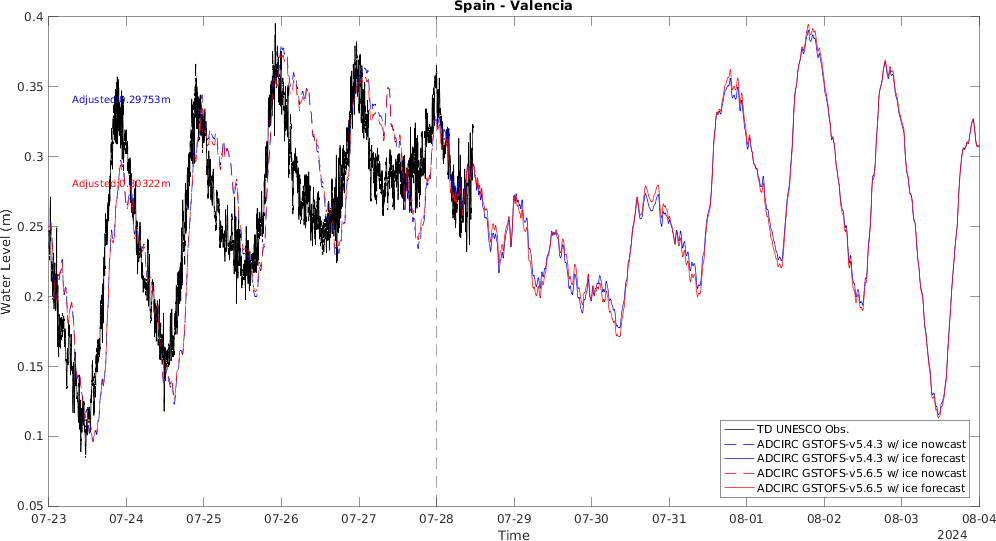 Spain - Valencia
0.4
0.35
0.3
0.25
0.2
0.15
0.1
0.05
Water Level (m)
Adjusted:0.29753m
Adjusted:0.30322m
TD UNESCO Obs.
ADCIRC GSTOFS-v5.4.3 w/ ice nowcast
ADCIRC GSTOFS-v5.4.3 w/ ice forecast
ADCIRC GSTOFS-v5.6.5 w/ ice nowcast
ADCIRC GSTOFS-v5.6.5 w/ ice forecast
07-23 07-24 07-25 07-26 07-27 07-28 07-29 07-30 07-31 08-01 08-02 08-03 08-04
Time
2024